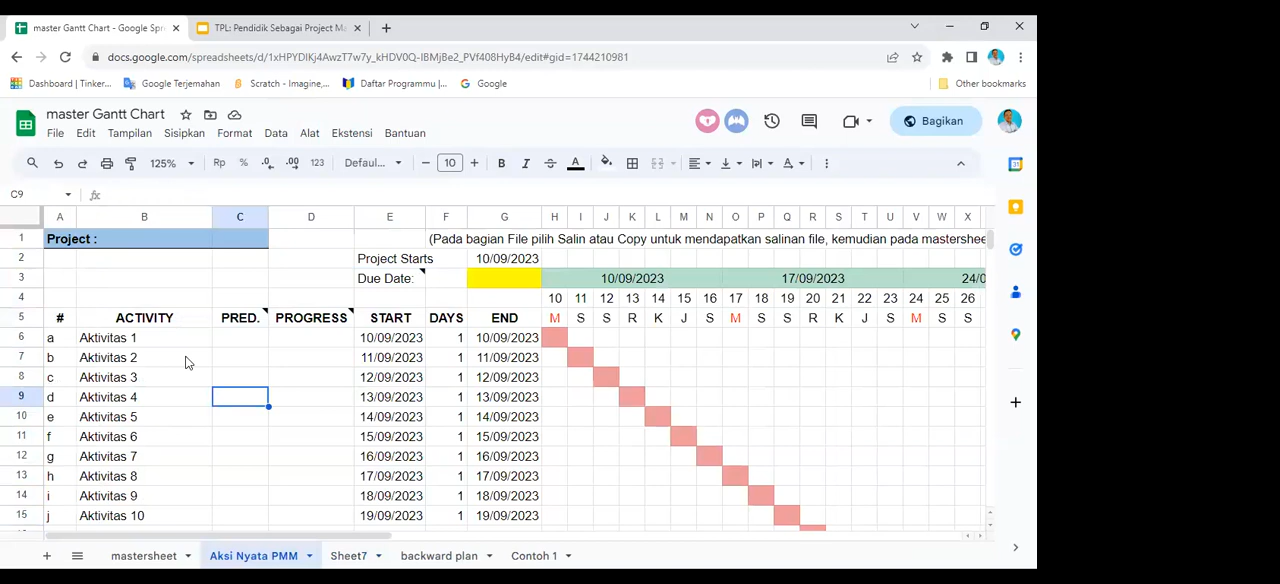 master Gantt Chart - Google Spr
TPL: Pendidik Sebagai Project Ma
docs.google.com/spreadsheets/d/1xHPYDIKj4AwzT7w7y_kHDV0Q-IBMjBe2_PVf408HyB4/edit#gid=1744210981
Dashboard | Tinker... Google Terjemahan Scratch - Imagine,... Daftar Programmu |... Google Other bookmarks
master Gantt Chart
File Edit Tampilan Sisipkan Format Data Alat Ekstensi Bantuan
Bagikan
125% Rp % .0 .00 123 Defaul... 10 B I A
C9 fx
A B C D E F G H I J K L M N O P Q R S T U V W X
1 Project : (Pada bagian File pilih Salin atau Copy untuk mendapatkan salinan file, kemudian pada mastershee
2 Project Starts 10/09/2023
3 Due Date: 10/09/2023 17/09/2023 24/0
4 10 11 12 13 14 15 16 17 18 19 20 21 22 23 24 25 26
5 # ACTIVITY PRED. PROGRESS START DAYS END M S S R K J S M S S R K J S M S S
6 a Aktivitas 1 10/09/2023 1 10/09/2023
7 b Aktivitas 2 11/09/2023 1 11/09/2023
8 c Aktivitas 3 12/09/2023 1 12/09/2023
9 d Aktivitas 4 13/09/2023 1 13/09/2023
10 e Aktivitas 5 14/09/2023 1 14/09/2023
11 f Aktivitas 6 15/09/2023 1 15/09/2023
12 g Aktivitas 7 16/09/2023 1 16/09/2023
13 h Aktivitas 8 17/09/2023 1 17/09/2023
14 i Aktivitas 9 18/09/2023 1 18/09/2023
15 j Aktivitas 10 19/09/2023 1 19/09/2023
mastersheet Aksi Nyata PMM Sheet7 backward plan Contoh 1